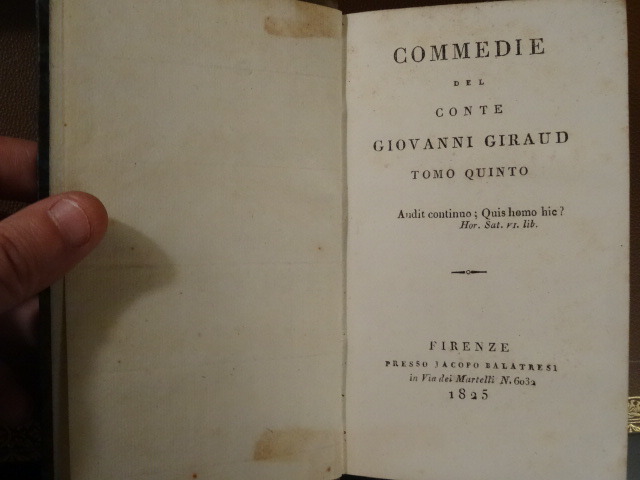 COMMEDIE
DEL
CONTE
GIOVANNI GIRAUD
TOMO QUINTO
Audit continuo; Quis homo hic?
Hor. Sat. vi. lib.
FIRENZE
PRESSO JACOPO BALATRESI
in Via dei Martelli N. 6032
1825